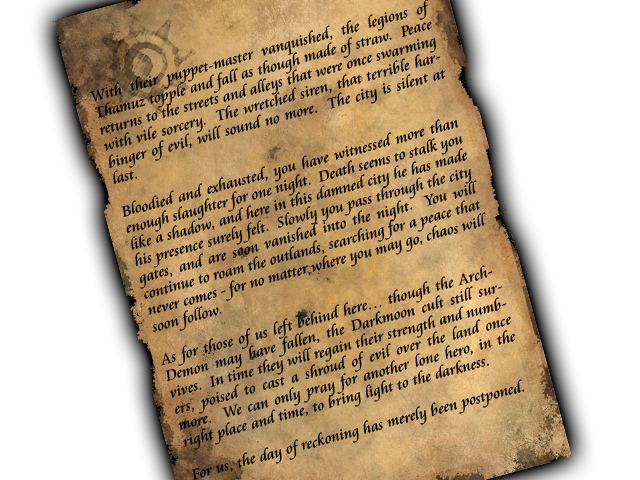 With their puppet-master vanquished, the legions of
Thamuz topple and fall as though made of straw. Peace
returns to the streets and alleys that were once swarming
with vile sorcery. The wretched siren, that terrible har-
binger of evil, will sound no more. The city is silent at
last.
Bloodied and exhausted, you have witnessed more than
enough slaughter for one night. Death seems to stalk you
like a shadow, and here in this damned city he has made
his presence surely felt. Slowly you pass through the city
gates, and are soon vanished into the night. You will
continue to roam the outlands, searching for a peace that
never comes - for no matter where you may go, chaos will
soon follow.
As for those of us left behind here... though the Arch-
Demon may have fallen, the Darkmoon cult still sur-
vives. In time they will regain their strength and numb-
ers, poised to cast a shroud of evil over the land once
more. We can only pray for another lone hero, in the
right place and time, to bring light to the darkness.
For us, the day of reckoning has merely been postponed.